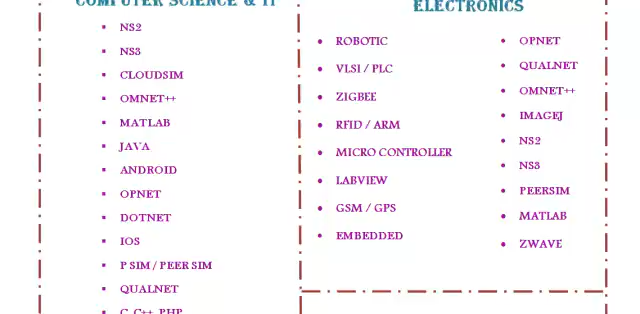 COMPUTER SCIENCE & IT
NS2
NS3
CLOUDSIM
OMNET++
MATLAB
JAVA
ANDROID
OPNET
DOTNET
IOS
P SIM / PEER SIM
QUALNET
C, C++, PHP
ELECTRONICS
ROBOTIC
VLSI / PLC
ZIGBEE
RFID / ARM
MICRO CONTROLLER
LABVIEW
GSM / GPS
EMBEDDED
OPNET
QUALNET
OMNET++
IMAGEJ
NS2
NS3
PEERSIM
MATLAB
ZWAVE